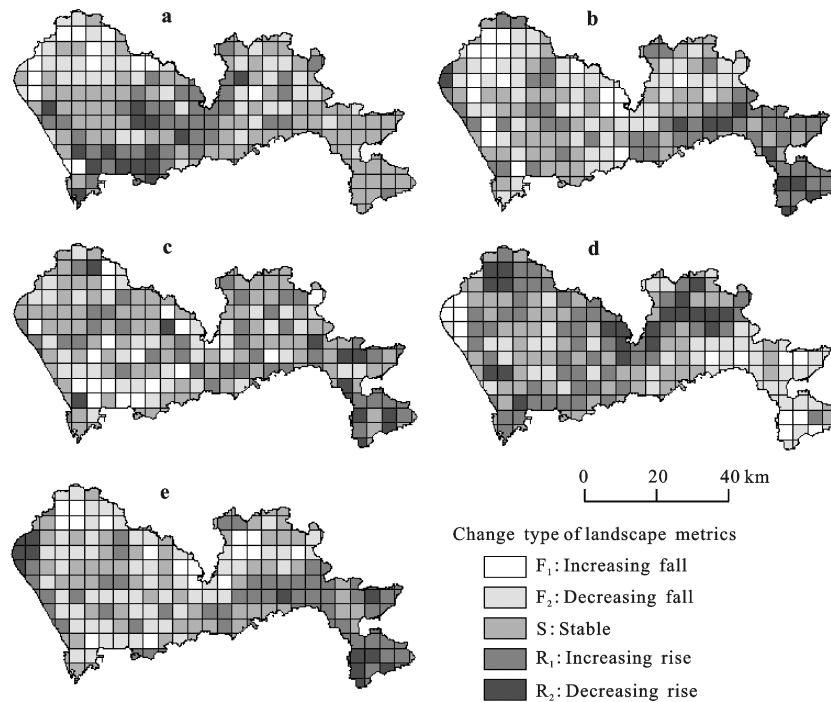 a
b
c
d
e
0 20 40 km
Change type of landscape metrics
F₁: Increasing fall
F₂: Decreasing fall
S: Stable
R₁: Increasing rise
R₂: Decreasing rise